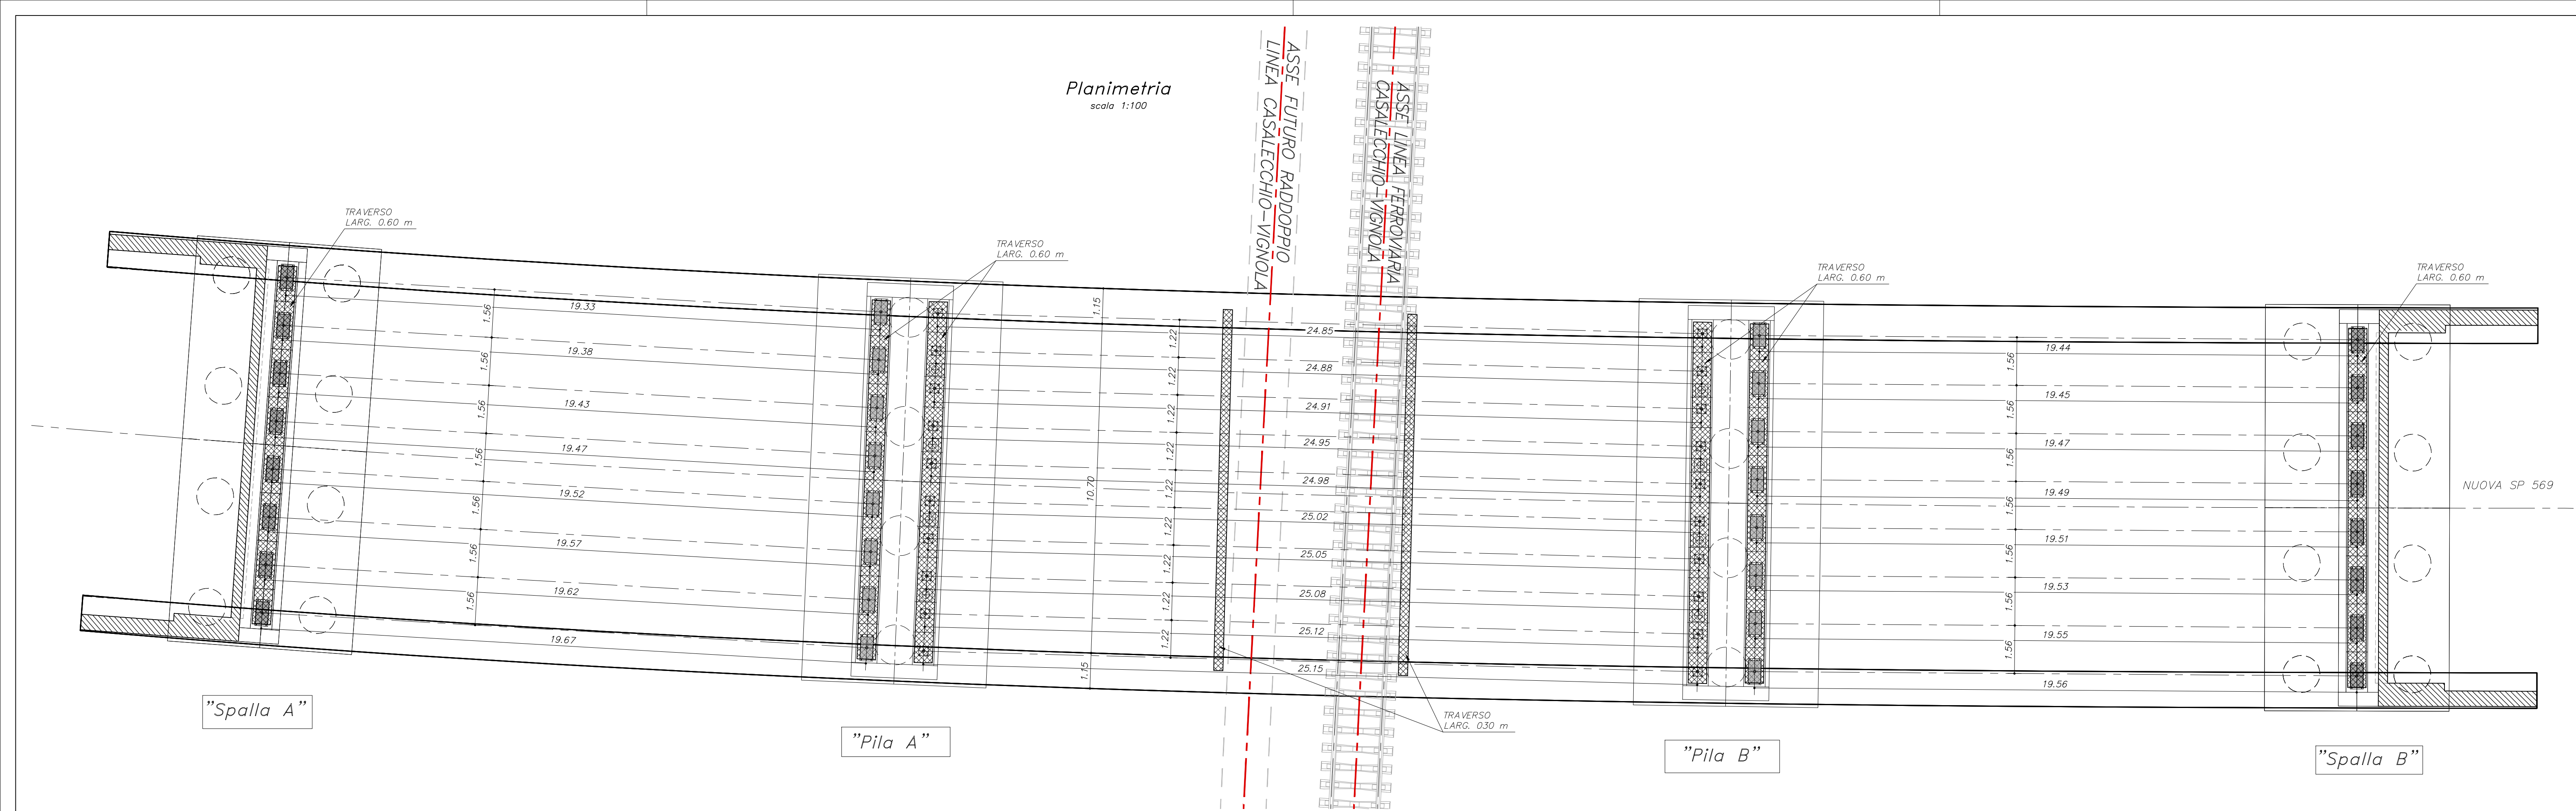 Planimetria
scala 1:100
ASSE FUTURO RADDOPPIO
LINEA CASALECCHIO-VIGNOLA
ASSE LINEA FERROVIARIA
CASALECCHIO-VIGNOLA
TRAVERSO
LARG. 0.60 m
TRAVERSO
LARG. 0.60 m
TRAVERSO
LARG. 0.60 m
TRAVERSO
LARG. 0.60 m
1.56
1.56
1.56
1.56
1.56
1.56
1.56
19.33
19.38
19.43
19.47
19.52
19.57
19.62
19.67
1.15
10.70
1.15
1.22
1.22
1.22
1.22
1.22
1.22
1.22
1.22
1.22
24.85
24.88
24.91
24.95
24.98
25.02
25.05
25.08
25.12
25.15
1.56
1.56
1.56
1.56
1.56
1.56
1.56
19.44
19.45
19.47
19.49
19.51
19.53
19.55
19.56
NUOVA SP 569
TRAVERSO
LARG. 030 m
"Spalla A"
"Pila A"
"Pila B"
"Spalla B"